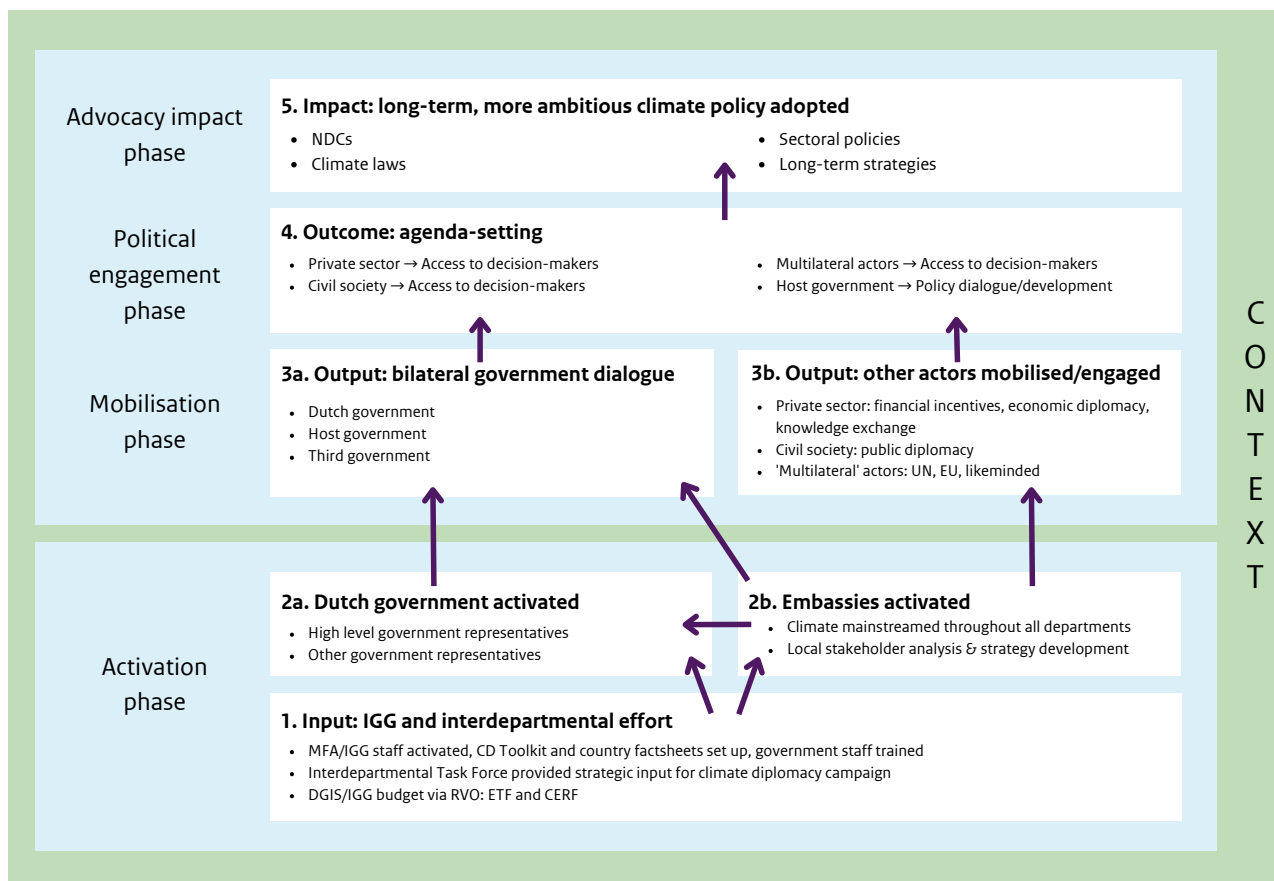 Advocacy impact
phase
5. Impact: long-term, more ambitious climate policy adopted
• NDCs
• Climate laws
• Sectoral policies
• Long-term strategies
Political
engagement
phase
4. Outcome: agenda-setting
• Private sector → Access to decision-makers
• Civil society → Access to decision-makers
• Multilateral actors → Access to decision-makers
• Host government → Policy dialogue/development
Mobilisation
phase
3a. Output: bilateral government dialogue
• Dutch government
• Host government
• Third government
3b. Output: other actors mobilised/engaged
• Private sector: financial incentives, economic diplomacy,
knowledge exchange
• Civil society: public diplomacy
• 'Multilateral' actors: UN, EU, likeminded
Activation
phase
2a. Dutch government activated
• High level government representatives
• Other government representatives
2b. Embassies activated
• Climate mainstreamed throughout all departments
• Local stakeholder analysis & strategy development
1. Input: IGG and interdepartmental effort
• MFA/IGG staff activated, CD Toolkit and country factsheets set up, government staff trained
• Interdepartmental Task Force provided strategic input for climate diplomacy campaign
• DGIS/IGG budget via RVO: ETF and CERF
C
O
N
T
E
X
T